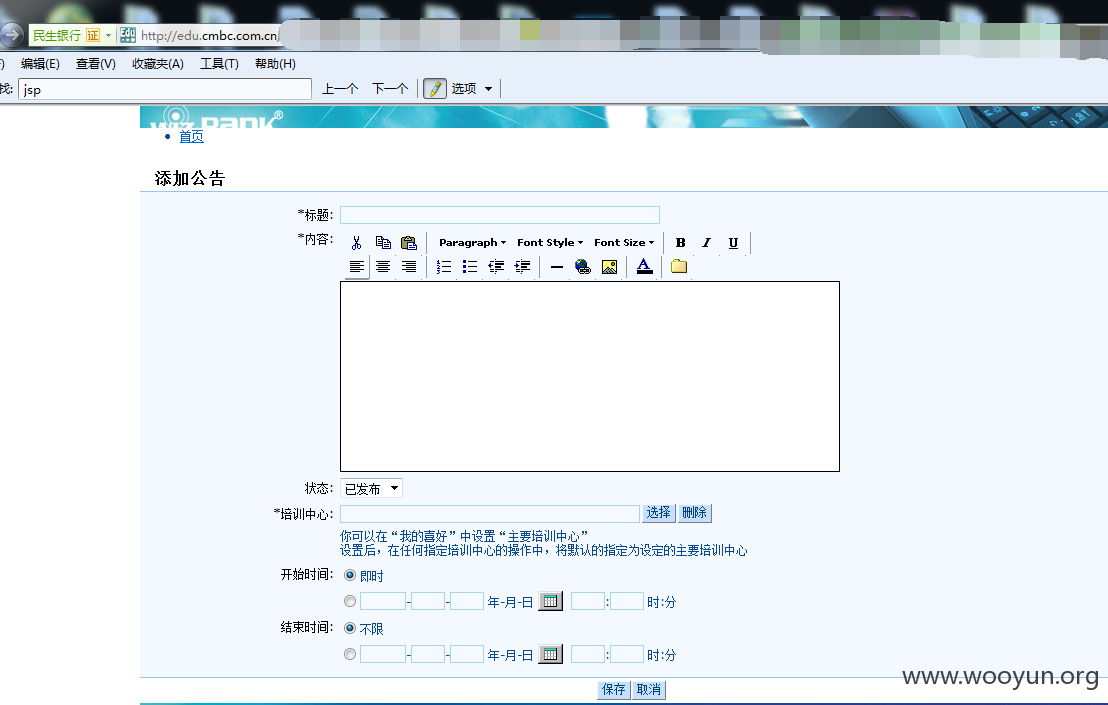 民生银行 证 http://edu.cmbc.com.cn/
编辑(E) 查看(V) 收藏夹(A) 工具(T) 帮助(H)
找: jsp 上一个 下一个 选项
wizBank®
首页
添加公告
*标题:
*内容:
Paragraph Font Style Font Size B I U
A
状态: 已发布
*培训中心: 选择 删除
你可以在“我的喜好”中设置“主要培训中心”
设置后，在任何指定培训中心的操作中，将默认的指定为设定的主要培训中心
开始时间: 即时
- - 年-月-日 : 时:分
结束时间: 不限
- - 年-月-日 : 时:分
www.wooyun.org
保存 取消